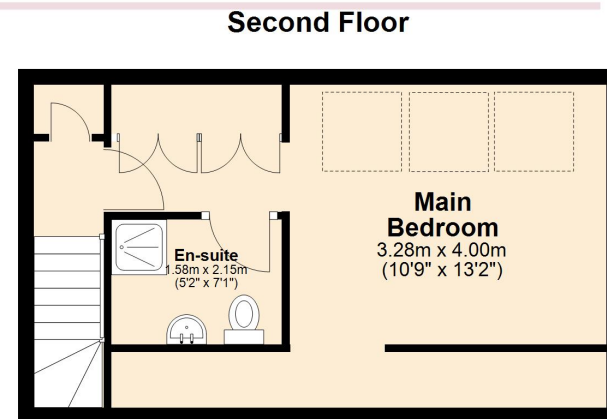 Second Floor
Main
Bedroom
3.28m x 4.00m
(10'9" x 13'2")
En-suite
1.58m x 2.15m
(5'2" x 7'1")